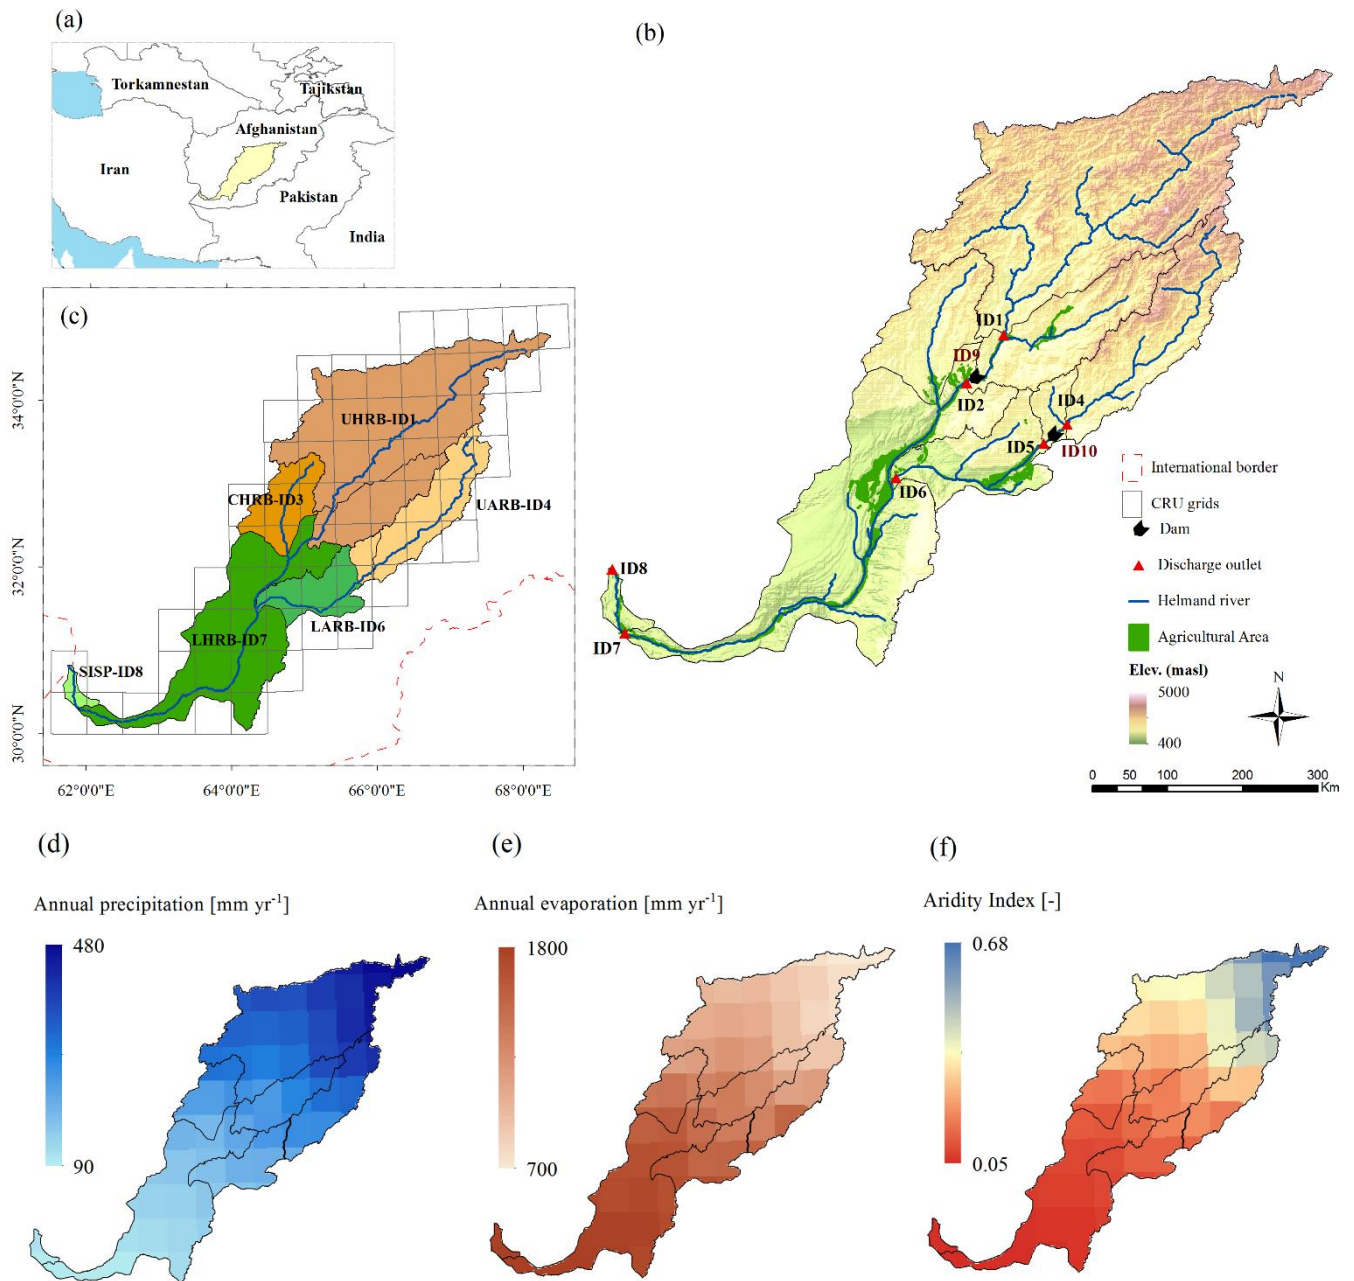 (a)
Torkamnestan
Tajikstan
Afghanistan
Iran
Pakistan
India
(b)
ID1
ID9
ID2
ID4
ID5
ID10
ID6
ID8
ID7
International border
CRU grids
Dam
Discharge outlet
Helmand river
Agricultural Area
Elev. (masl)
5000
400
N
0 50 100 200 300
Km
(c)
34°0'0"N
32°0'0"N
30°0'0"N
UHRB-ID1
CHRB-ID3
UARB-ID4
LARB-ID6
LHRB-ID7
SISP-ID8
62°0'0"E 64°0'0"E 66°0'0"E 68°0'0"E
(d)
Annual precipitation [mm yr⁻¹]
480
90
(e)
Annual evaporation [mm yr⁻¹]
1800
700
(f)
Aridity Index [-]
0.68
0.05